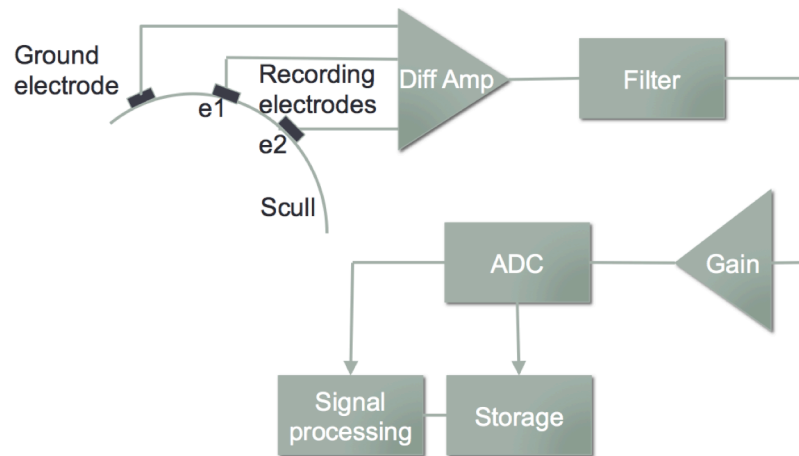 Ground
electrode
e1
Recording
electrodes
e2
Scull
Diff Amp
Filter
Gain
ADC
Signal
processing
Storage